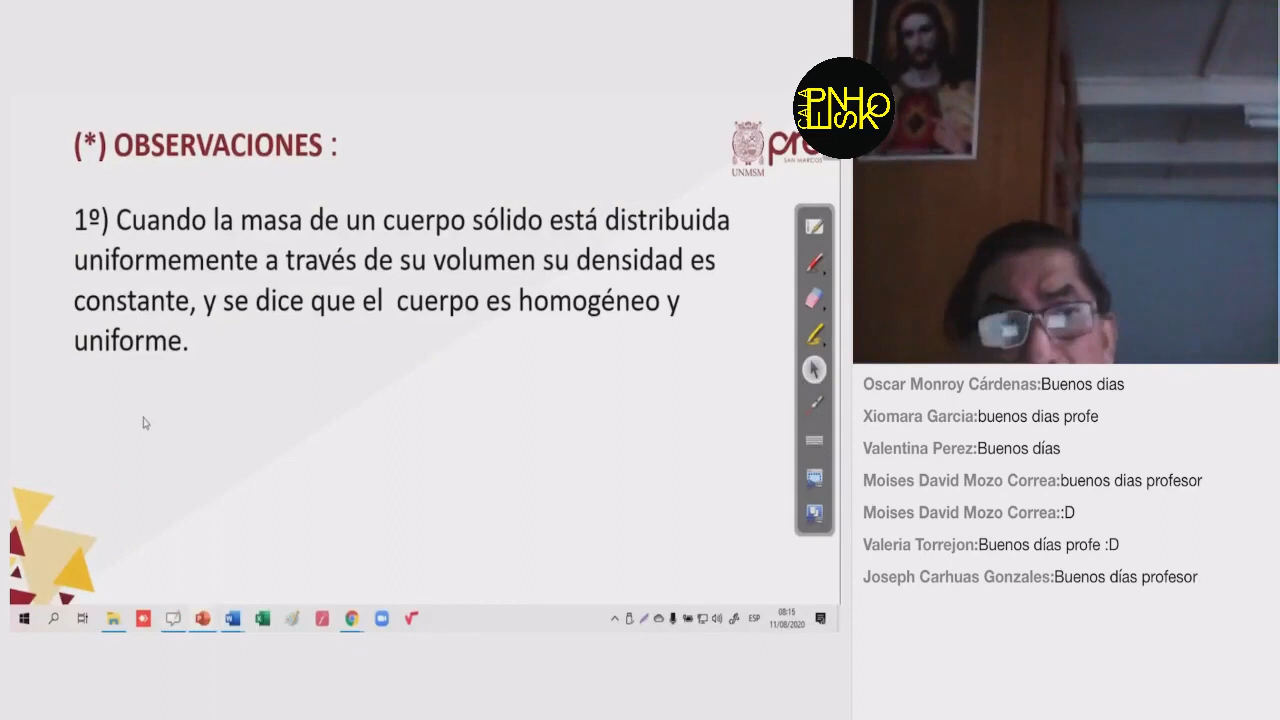 (*) OBSERVACIONES :
UNMSM
SAN MARCOS
1º) Cuando la masa de un cuerpo sólido está distribuida
uniformemente a través de su volumen su densidad es
constante, y se dice que el cuerpo es homogéneo y
uniforme.
ESP
08:15
11/08/2020
Oscar Monroy Cárdenas:Buenos dias
Xiomara Garcia:buenos dias profe
Valentina Perez:Buenos días
Moises David Mozo Correa:buenos dias profesor
Moises David Mozo Correa::D
Valeria Torrejon:Buenos días profe :D
Joseph Carhuas Gonzales:Buenos días profesor